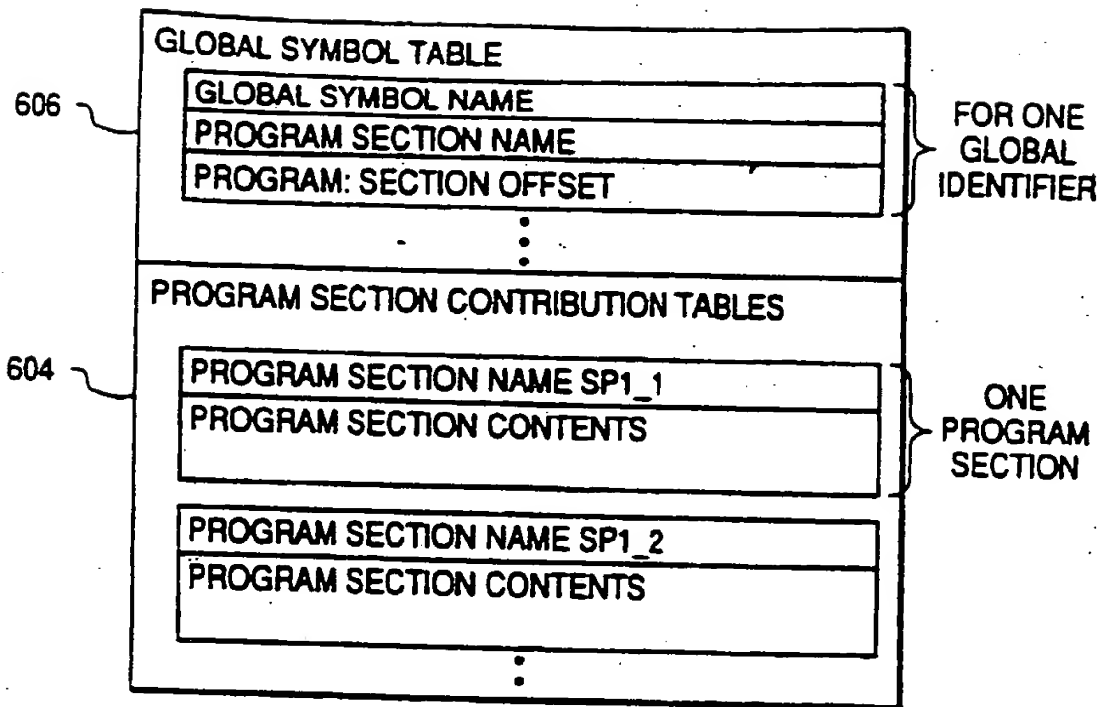 GLOBAL SYMBOL TABLE
606
GLOBAL SYMBOL NAME
PROGRAM SECTION NAME
PROGRAM: SECTION OFFSET
FOR ONE
GLOBAL
IDENTIFIER
PROGRAM SECTION CONTRIBUTION TABLES
604
PROGRAM SECTION NAME SP1_1
PROGRAM SECTION CONTENTS
ONE
PROGRAM
SECTION
PROGRAM SECTION NAME SP1_2
PROGRAM SECTION CONTENTS